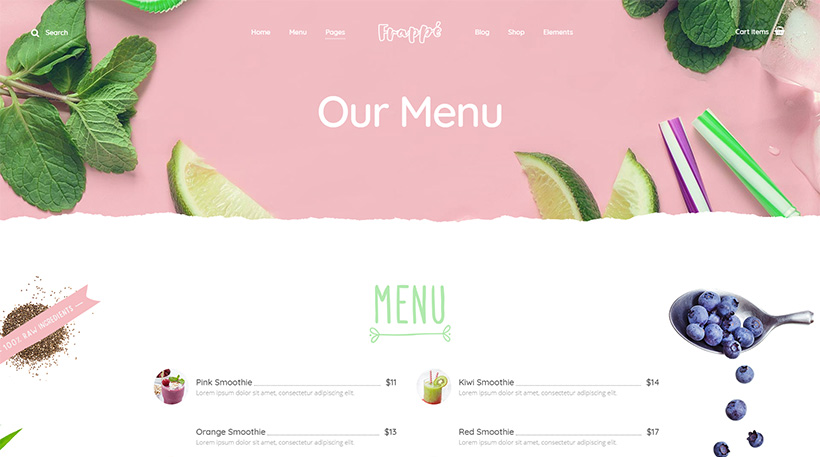 Search
Home Menu Pages Frappé Blog Shop Elements
Cart Items
Our Menu
100% RAW INGREDIENTS
MENU
Pink Smoothie $11
Lorem ipsum dolor sit amet, consectetur adipiscing elit.
Kiwi Smoothie $14
Lorem ipsum dolor sit amet, consectetur adipiscing elit.
Orange Smoothie $13
Lorem ipsum dolor sit amet, consectetur adipiscing elit.
Red Smoothie $17
Lorem ipsum dolor sit amet, consectetur adipiscing elit.